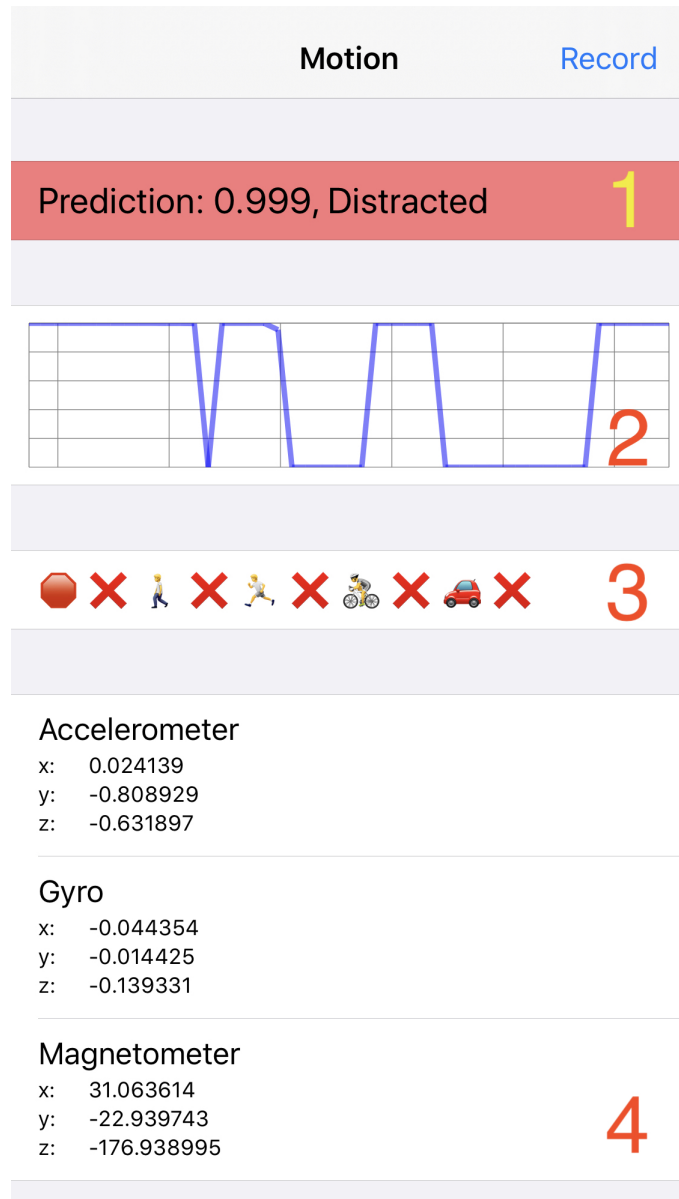 Motion Record
Prediction: 0.999, Distracted 1
2
3
Accelerometer
x: 0.024139
y: -0.808929
z: -0.631897
Gyro
x: -0.044354
y: -0.014425
z: -0.139331
Magnetometer
x: 31.063614
y: -22.939743
z: -176.938995
4